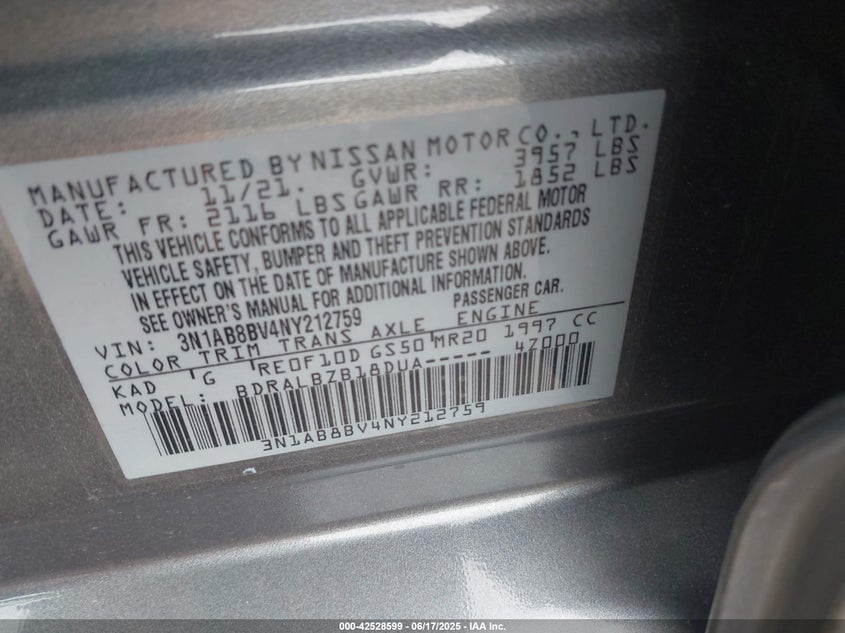 MANUFACTURED BY NISSAN MOTOR CO., LTD.
DATE: 11/21. GVWR: 3957 LBS
GAWR FR: 2116 LBS GAWR RR: 1852 LBS
THIS VEHICLE CONFORMS TO ALL APPLICABLE FEDERAL MOTOR
VEHICLE SAFETY, BUMPER AND THEFT PREVENTION STANDARDS
IN EFFECT ON THE DATE OF MANUFACTURE SHOWN ABOVE.
SEE OWNER'S MANUAL FOR ADDITIONAL INFORMATION.
VIN: 3N1AB8BV4NY212759 PASSENGER CAR.
COLOR TRIM TRANS AXLE ENGINE
KAD G RE0F10D GS50 MR20 1997 CC
MODEL: BDRALBZB18DUA----- 4Z000
3N1AB8BV4NY212759
000-42528599 - 06/17/2025 - IAA Inc.